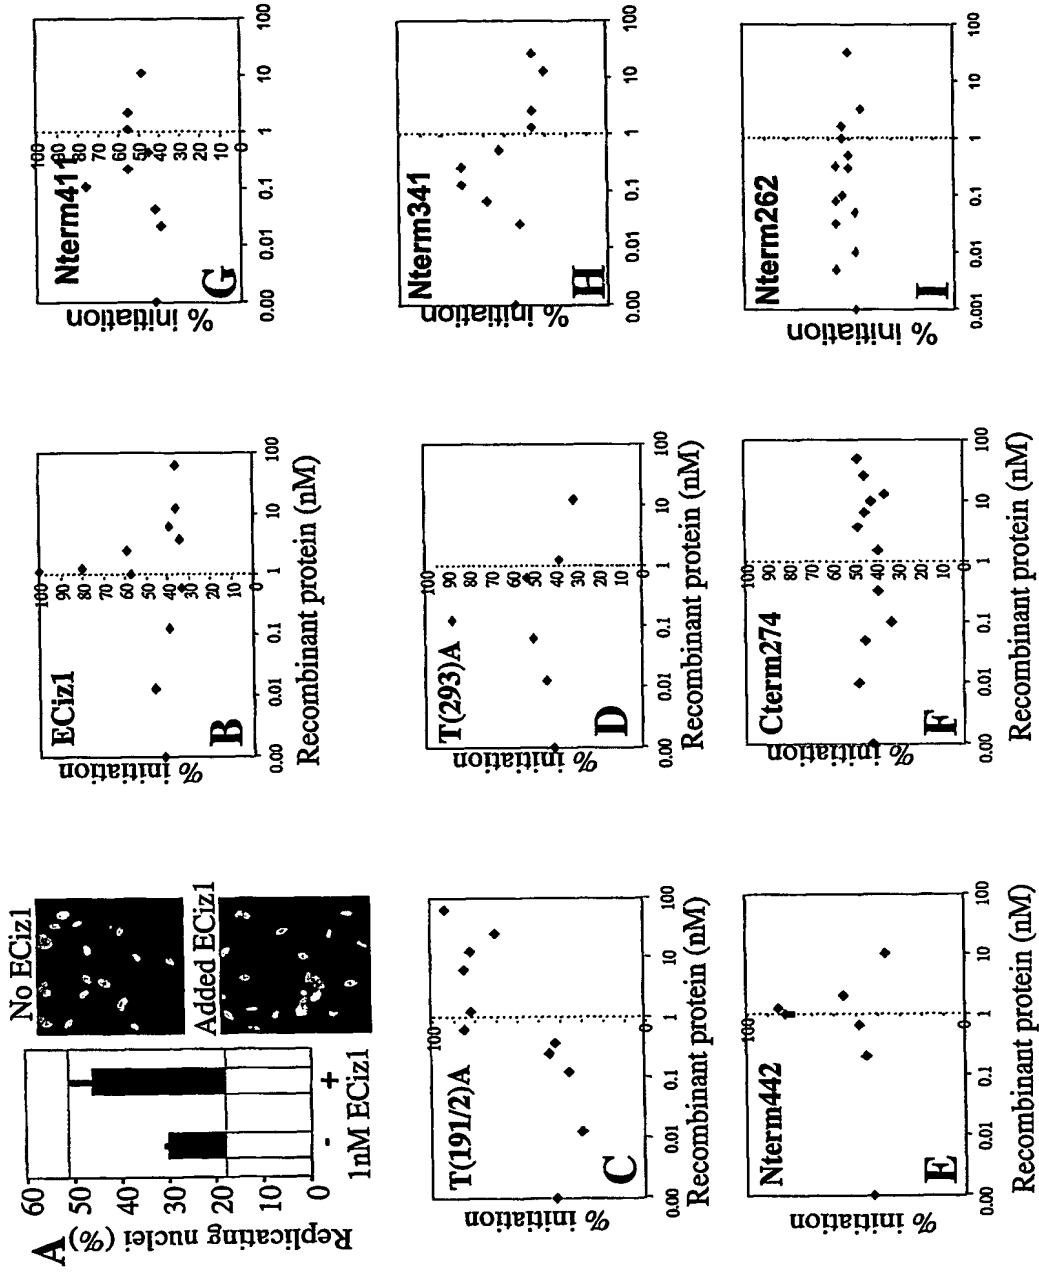 A
Replicating nuclei (%)
60
50
40
30
20
10
0
- +
1nM ECiz1
No ECiz1
Added ECiz1
B
ECiz1
% initiation
100
90
80
70
60
50
40
30
20
10
0
0.00 0.01 0.1 1 10 100
Recombinant protein (nM)
G
Nterm411
% initiation
100
90
80
70
60
50
40
30
20
10
0
0.00 0.01 0.1 1 10 100
C
T(191/2)A
% initiation
100
0
0.00 0.01 0.1 1 10 100
Recombinant protein (nM)
D
T(293)A
% initiation
100
90
80
70
60
50
40
30
20
10
0
0.00 0.01 0.1 1 10 100
Recombinant protein (nM)
H
Nterm341
% initiation
0.00 0.01 0.1 1 10 100
E
Nterm442
% initiation
100
0
0.00 0.01 0.1 1 10 100
Recombinant protein (nM)
F
Cterm274
% initiation
100
90
80
70
60
50
40
30
20
10
0
0.00 0.01 0.1 1 10 100
Recombinant protein (nM)
I
Nterm262
% initiation
0.001 0.01 0.1 1 10 100